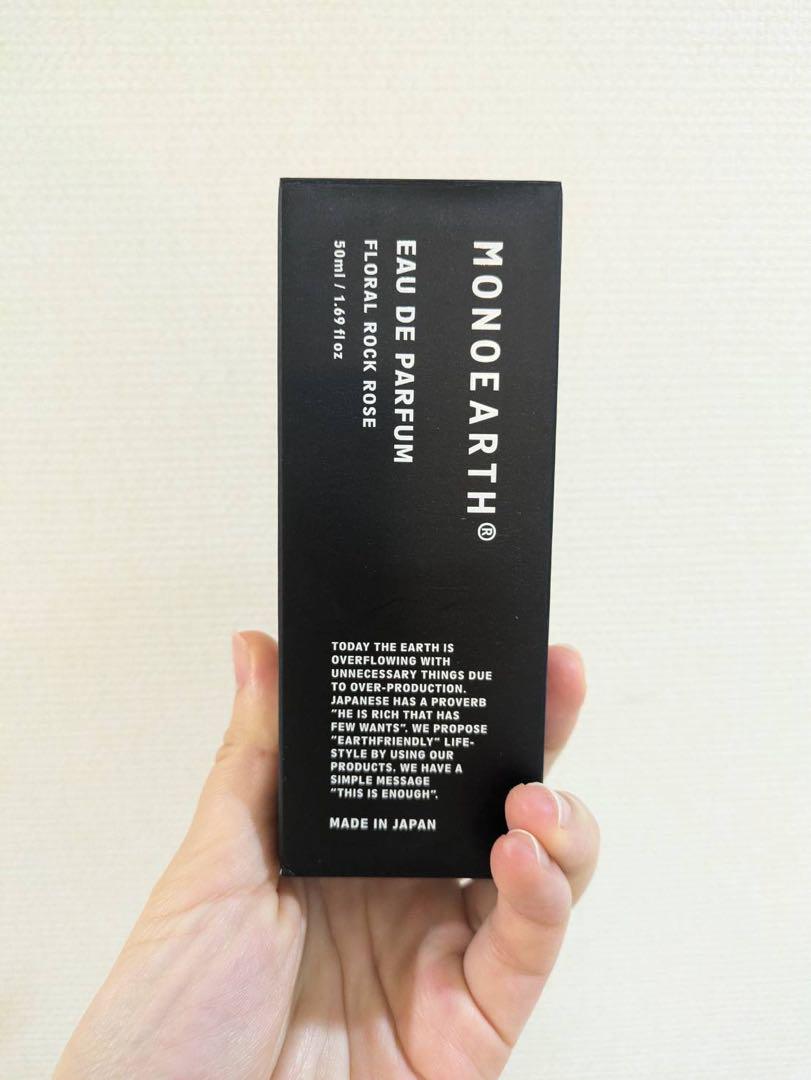 MONOEARTH®
EAU DE PARFUM
FLORAL ROCK ROSE
50ml / 1.69 fl oz
TODAY THE EARTH IS
OVERFLOWING WITH
UNNECESSARY THINGS DUE
TO OVER-PRODUCTION.
JAPANESE HAS A PROVERB
"HE IS RICH THAT HAS
FEW WANTS". WE PROPOSE
"EARTHFRIENDLY" LIFE-
STYLE BY USING OUR
PRODUCTS. WE HAVE A
SIMPLE MESSAGE
"THIS IS ENOUGH".
MADE IN JAPAN